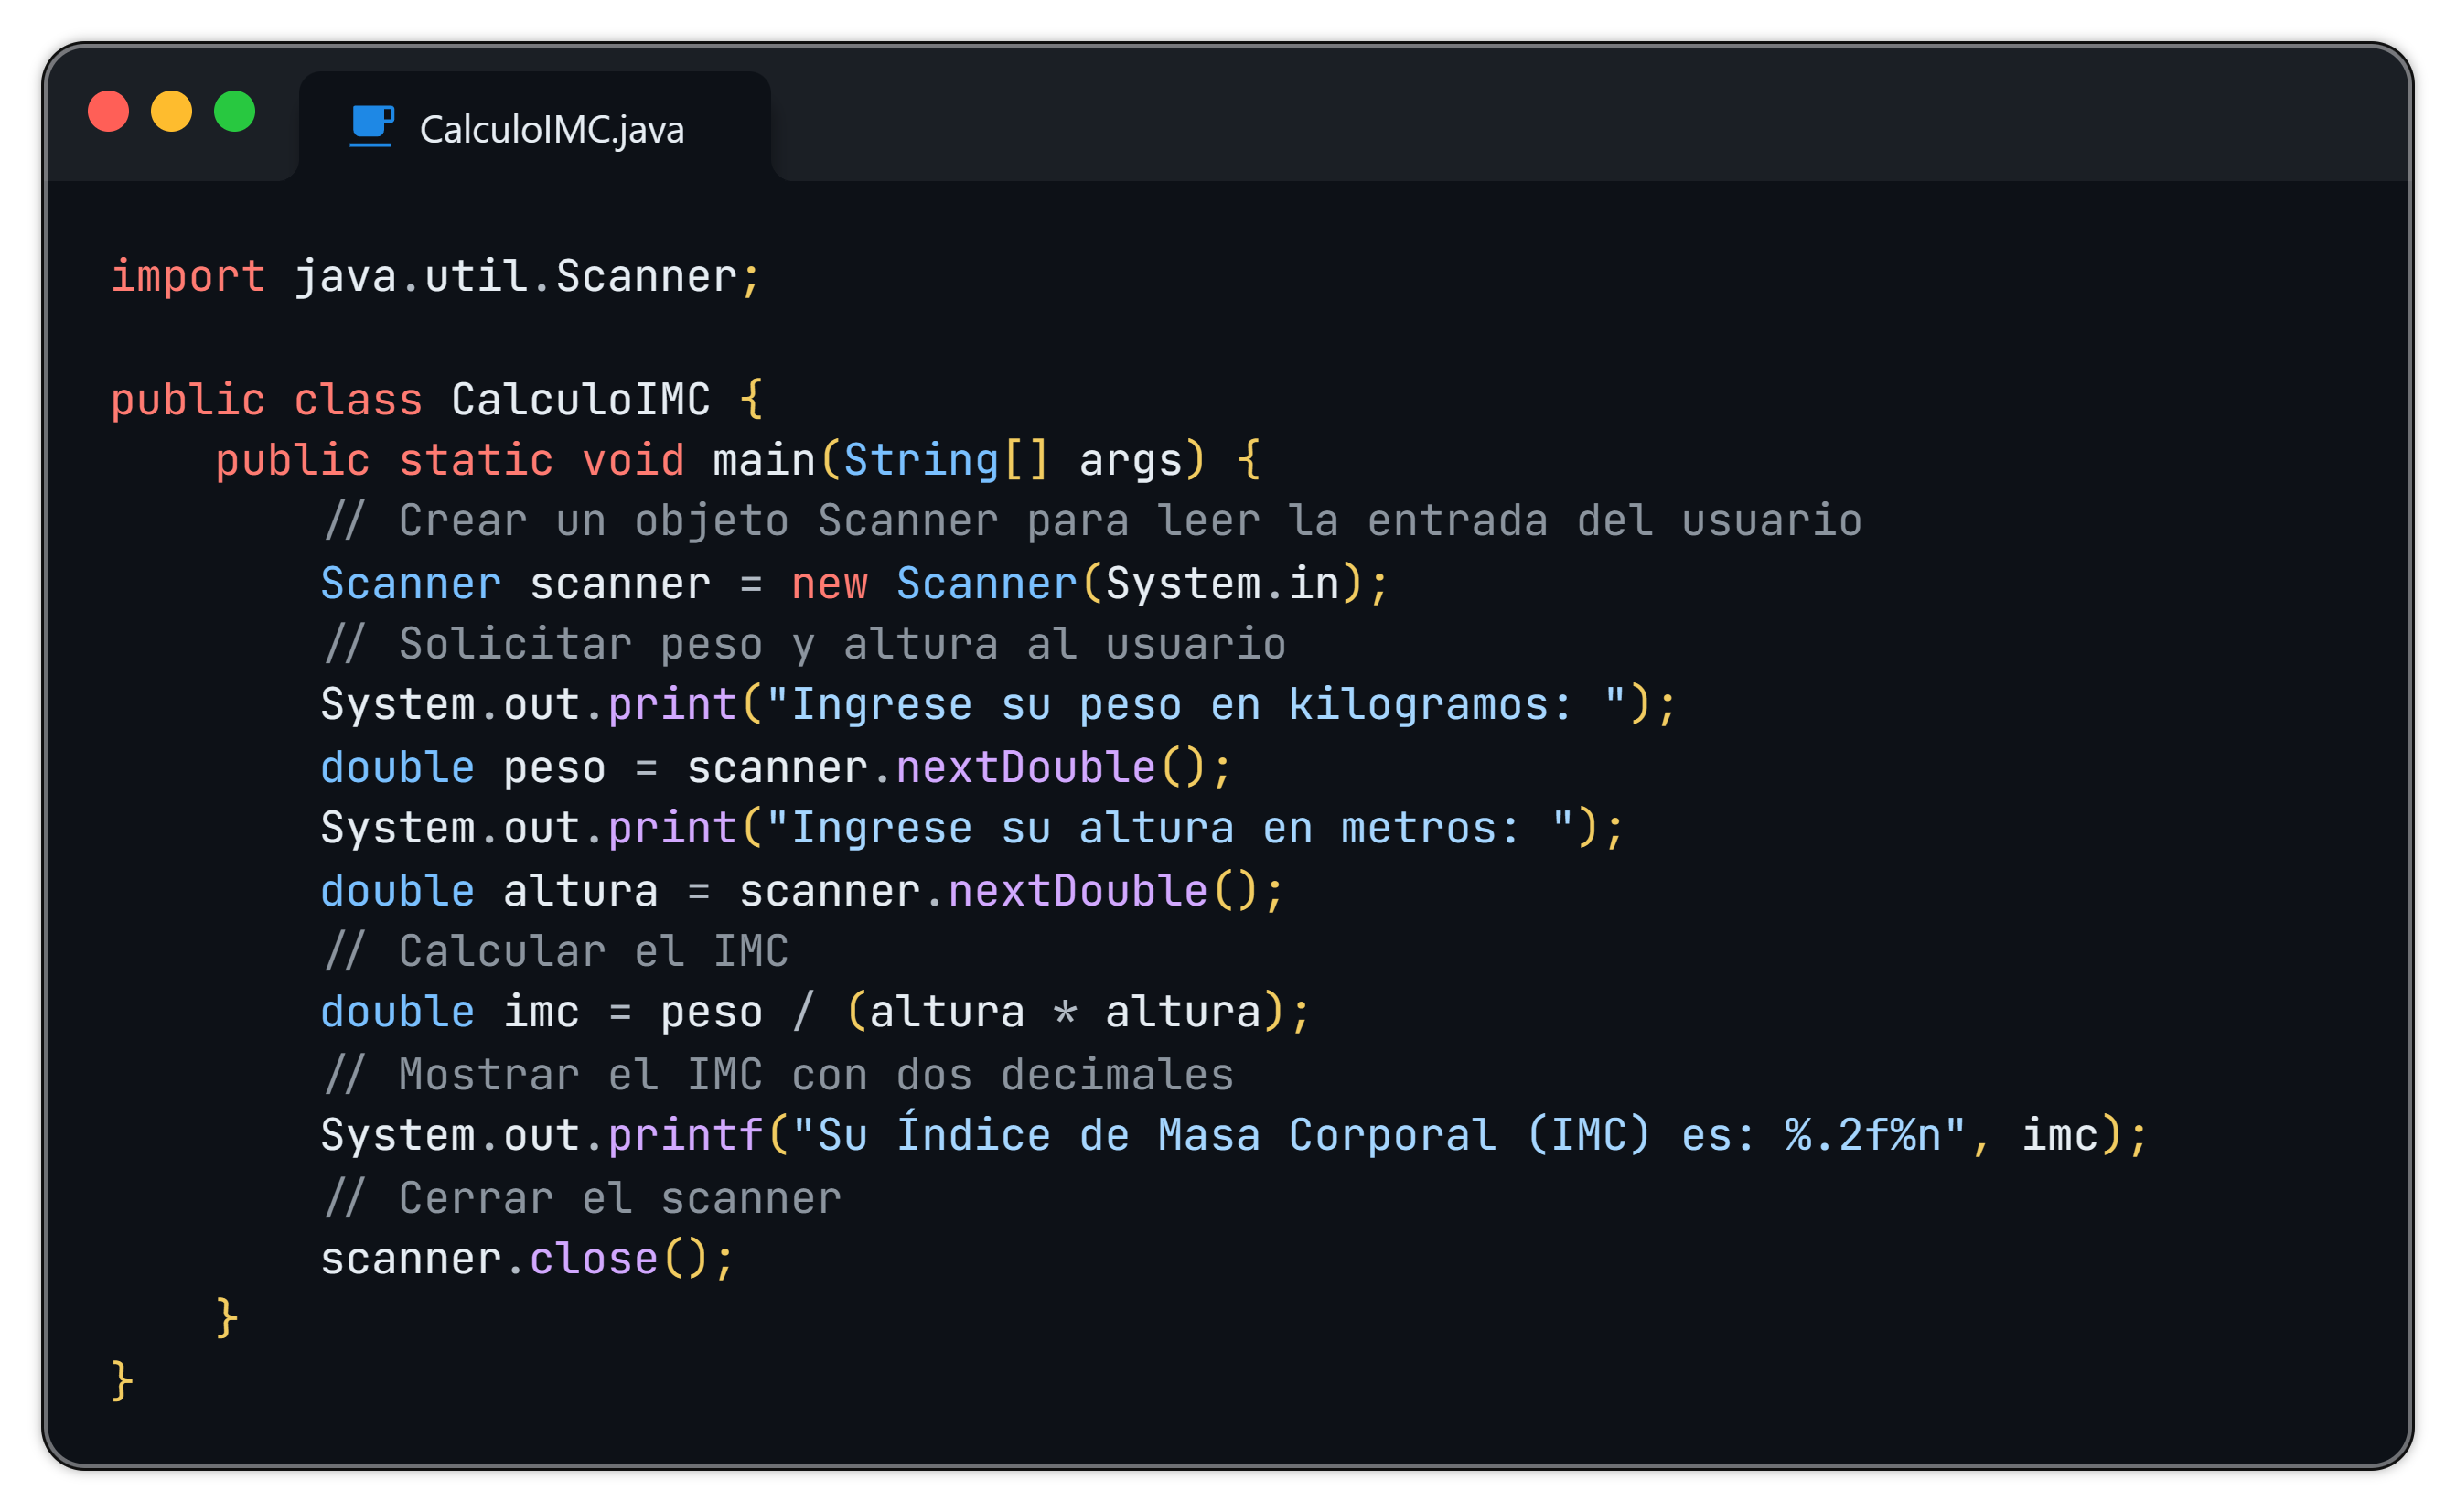 CalculoIMC.java
import java.util.Scanner;
public class CalculoIMC {
    public static void main(String[] args) {
        // Crear un objeto Scanner para leer la entrada del usuario
        Scanner scanner = new Scanner(System.in);
        // Solicitar peso y altura al usuario
        System.out.print("Ingrese su peso en kilogramos: ");
        double peso = scanner.nextDouble();
        System.out.print("Ingrese su altura en metros: ");
        double altura = scanner.nextDouble();
        // Calcular el IMC
        double imc = peso / (altura * altura);
        // Mostrar el IMC con dos decimales
        System.out.printf("Su Índice de Masa Corporal (IMC) es: %.2f%n", imc);
        // Cerrar el scanner
        scanner.close();
    }
}